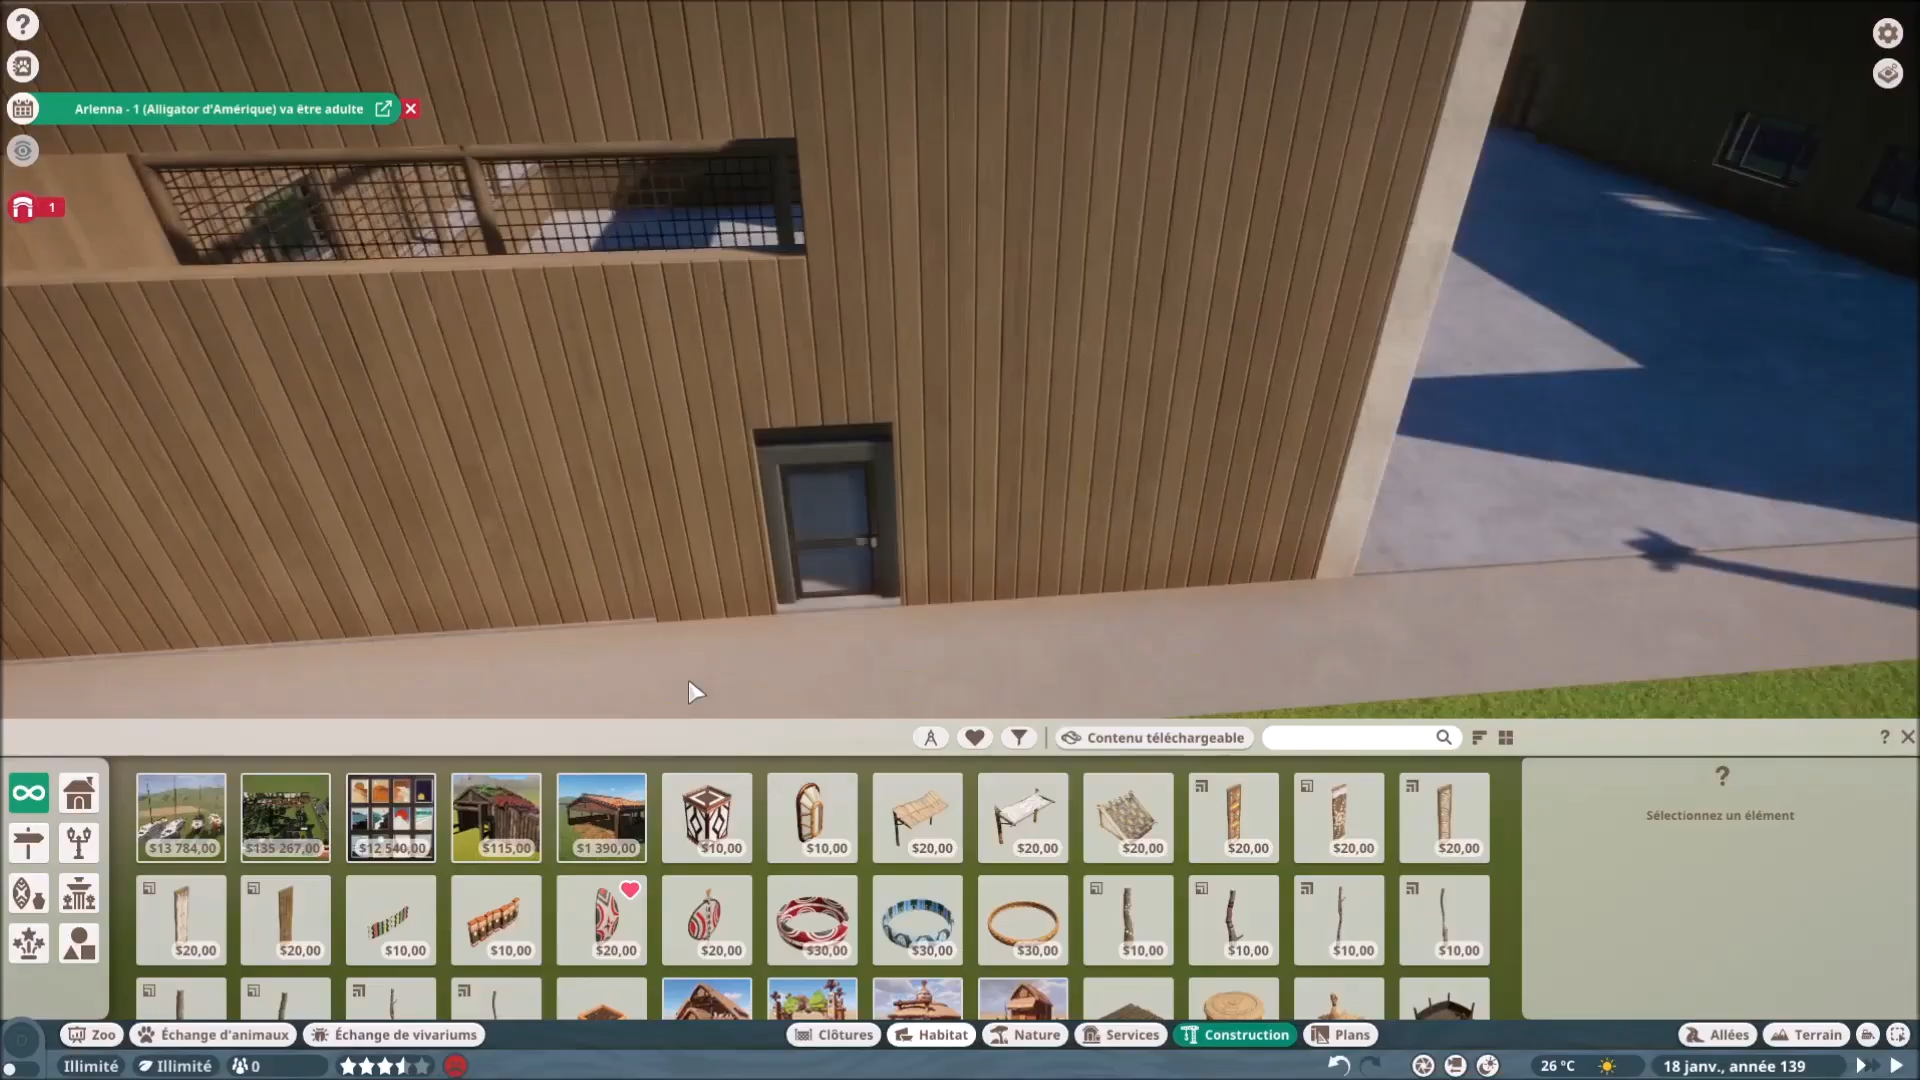 Arlenna - 1 (Alligator d'Amérique) va être adulte
1
Contenu téléchargeable
Sélectionnez un élément
$13 784,00
$135 267,00
$12 540,00
$115,00
$1 390,00
$10,00
$10,00
$20,00
$20,00
$20,00
$20,00
$20,00
$20,00
$20,00
$20,00
$10,00
$10,00
$20,00
$20,00
$30,00
$30,00
$30,00
$10,00
$10,00
$10,00
$10,00
Zoo
Échange d'animaux
Échange de vivariums
Clôtures
Habitat
Nature
Services
Construction
Plans
Allées
Terrain
Illimité
Illimité
0
26 °C
18 janv., année 139